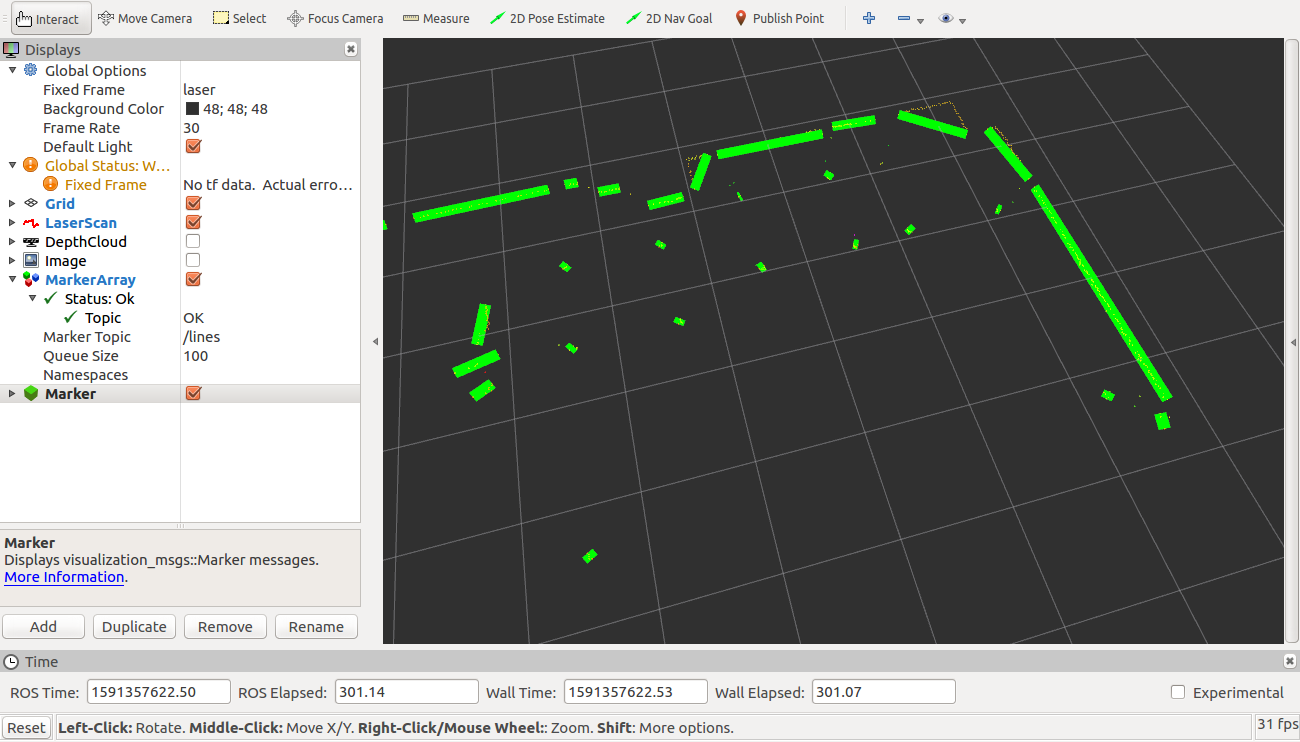 Interact Move Camera Select Focus Camera Measure 2D Pose Estimate 2D Nav Goal Publish Point
Displays
Global Options
Fixed Frame laser
Background Color 48; 48; 48
Frame Rate 30
Default Light
Global Status: W...
Fixed Frame No tf data. Actual erro...
Grid
LaserScan
DepthCloud
Image
MarkerArray
Status: Ok
Topic OK
Marker Topic /lines
Queue Size 100
Namespaces
Marker
Marker
Displays visualization_msgs::Marker messages.
More Information.
Add Duplicate Remove Rename
Time
ROS Time: 1591357622.50 ROS Elapsed: 301.14 Wall Time: 1591357622.53 Wall Elapsed: 301.07 Experimental
Reset Left-Click: Rotate. Middle-Click: Move X/Y. Right-Click/Mouse Wheel:: Zoom. Shift: More options. 31 fps